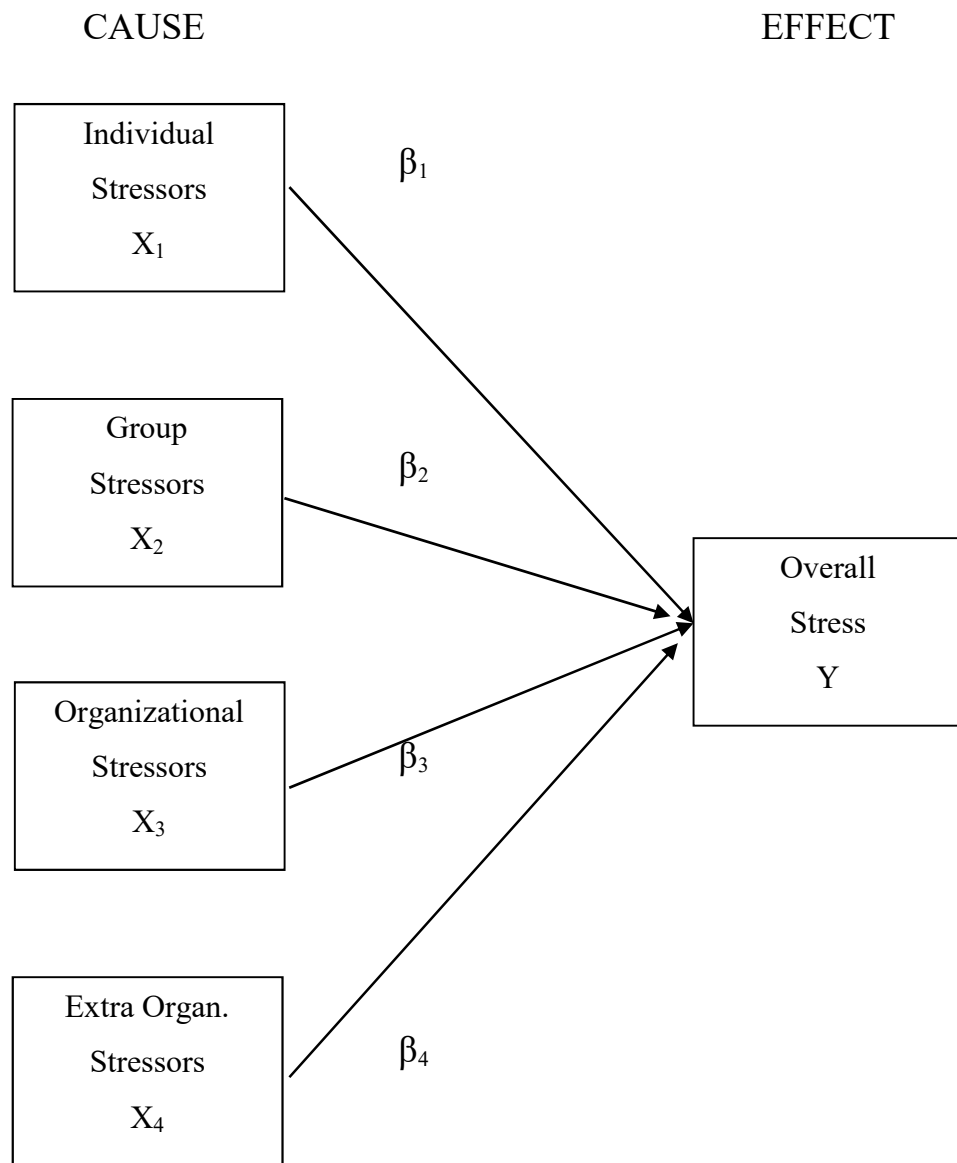 CAUSE
EFFECT
Individual
Stressors
X₁
β₁
Group
Stressors
X₂
β₂
Organizational
Stressors
X₃
β₃
Extra Organ.
Stressors
X₄
β₄
Overall
Stress
Y